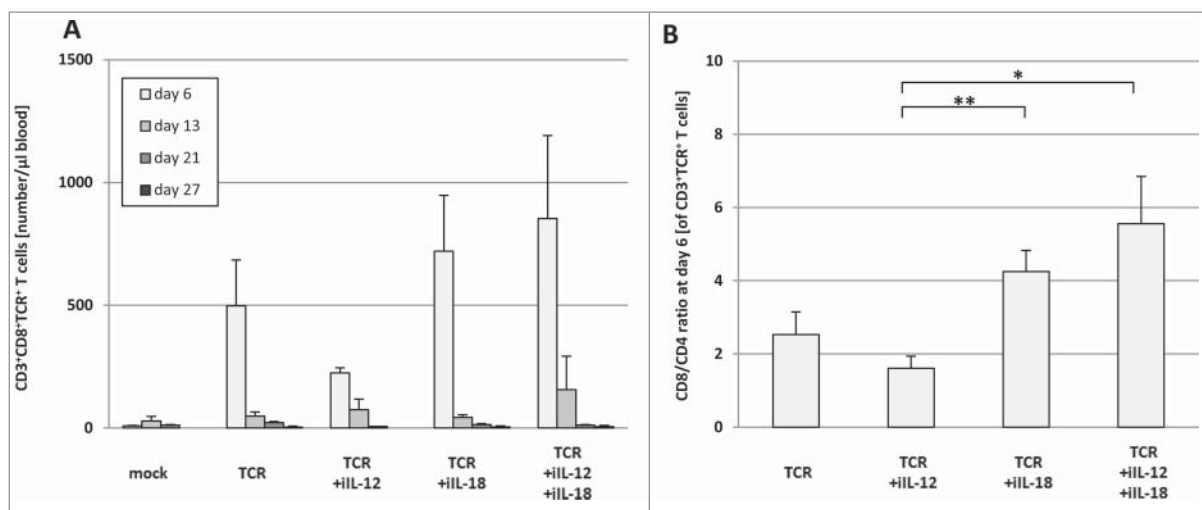 A
CD3⁺CD8⁺TCR⁺ T cells [number/µl blood]
1500
1000
500
0
day 6
day 13
day 21
day 27
mock
TCR
TCR
+iIL-12
TCR
+iIL-18
TCR
+iIL-12
+iIL-18
B
CD8/CD4 ratio at day 6 [of CD3⁺TCR⁺ T cells]
10
8
6
4
2
0
*
**
TCR
TCR
+iIL-12
TCR
+iIL-18
TCR
+iIL-12
+iIL-18